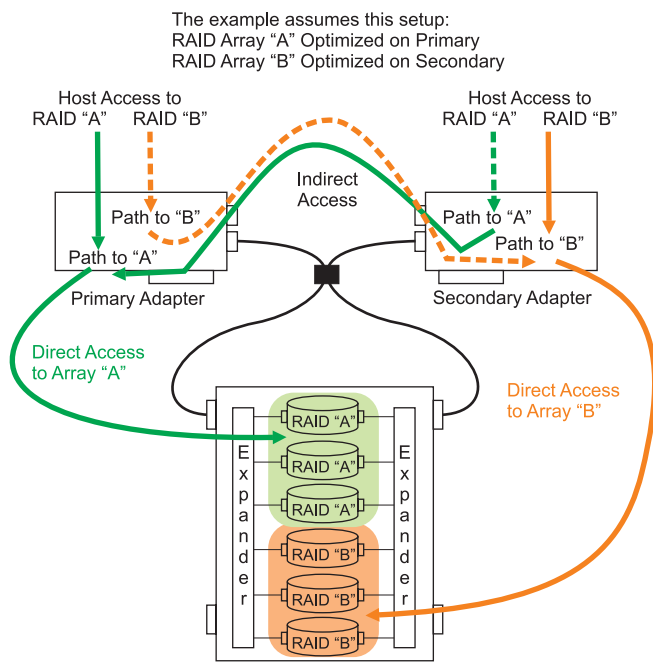 The example assumes this setup:
RAID Array “A” Optimized on Primary
RAID Array “B” Optimized on Secondary
Host Access to
RAID “A” RAID “B”
Host Access to
RAID “A” RAID “B”
Indirect
Access
Path to “B”
Path to “A”
Primary Adapter
Path to “A”
Path to “B”
Secondary Adapter
Direct Access
to Array “A”
Direct Access
to Array “B”
Expander
RAID “A”
RAID “A”
RAID “A”
RAID “B”
RAID “B”
RAID “B”
Expander